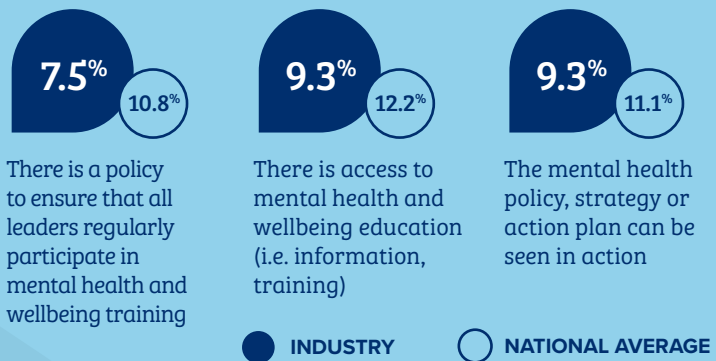 7.5%
10.8%
There is a policy
to ensure that all
leaders regularly
participate in
mental health and
wellbeing training
9.3%
12.2%
There is access to
mental health and
wellbeing education
(i.e. information,
training)
9.3%
11.1%
The mental health
policy, strategy or
action plan can be
seen in action
INDUSTRY
NATIONAL AVERAGE